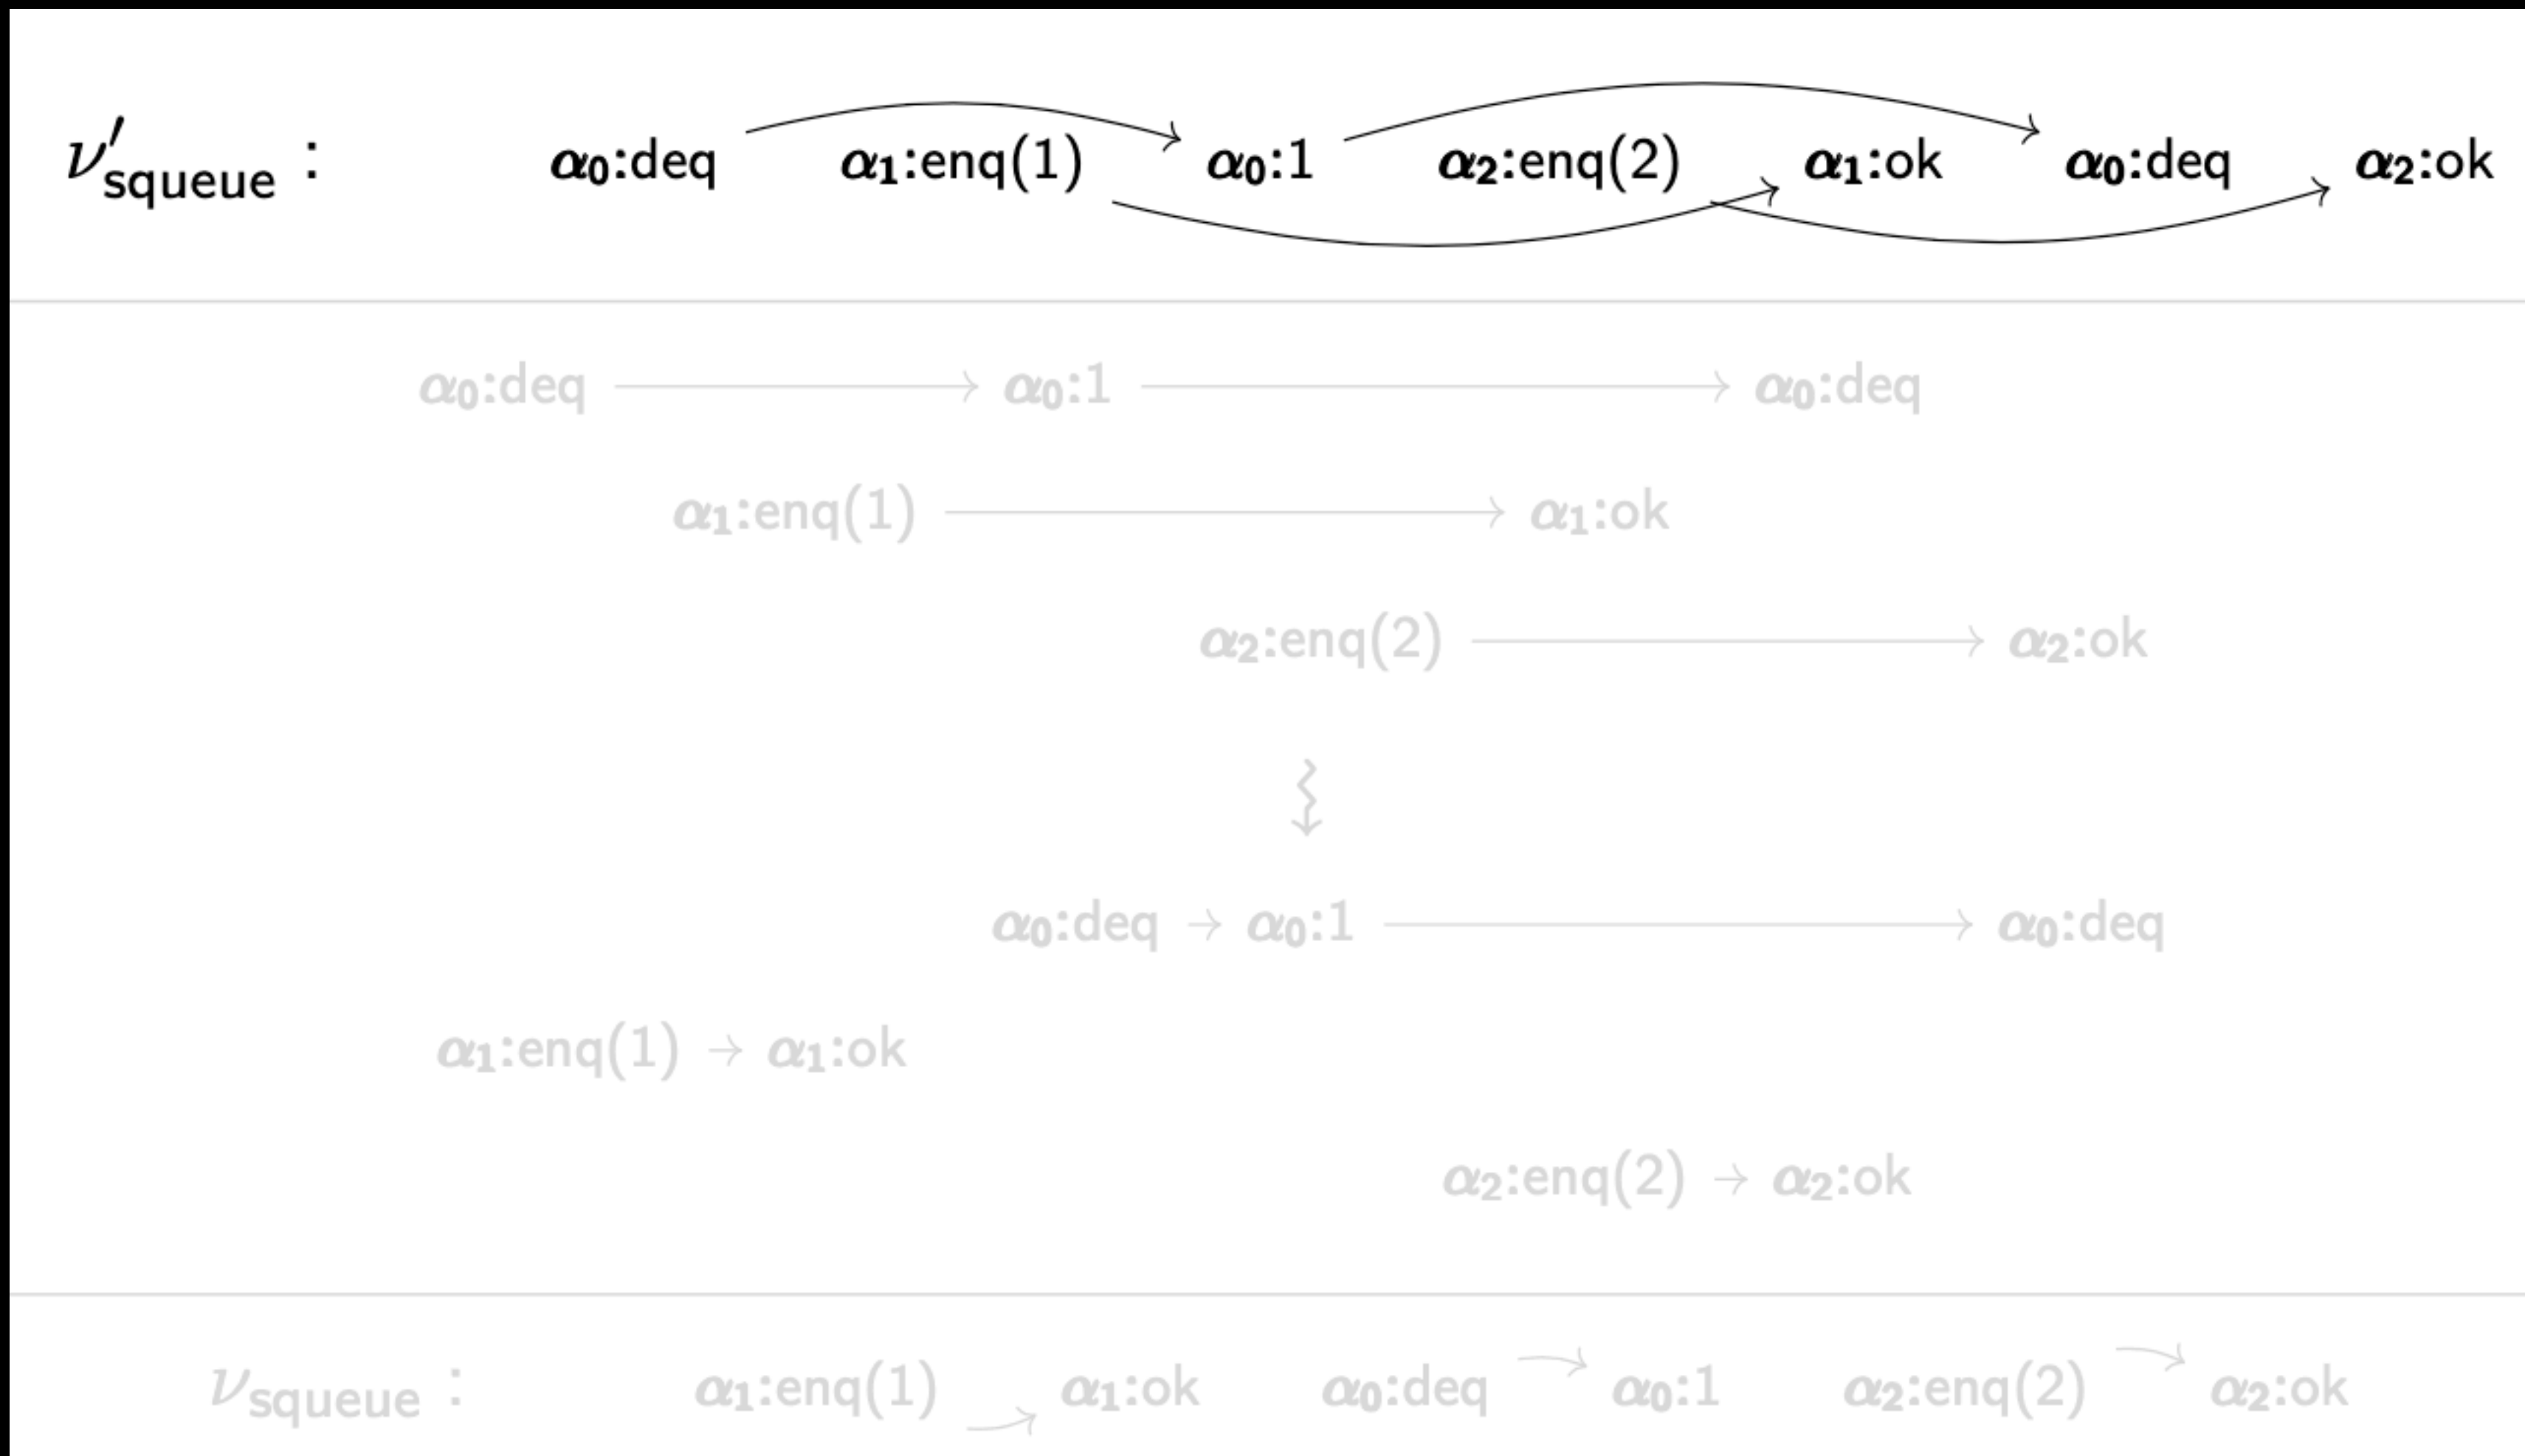 ν′squeue : α0:deq α1:enq(1) α0:1 α2:enq(2) α1:ok α0:deq α2:ok
α0:deq → α0:1 → α0:deq
α1:enq(1) → α1:ok
α2:enq(2) → α2:ok
α0:deq → α0:1 → α0:deq
α1:enq(1) → α1:ok
α2:enq(2) → α2:ok
νsqueue : α1:enq(1) α1:ok α0:deq α0:1 α2:enq(2) α2:ok